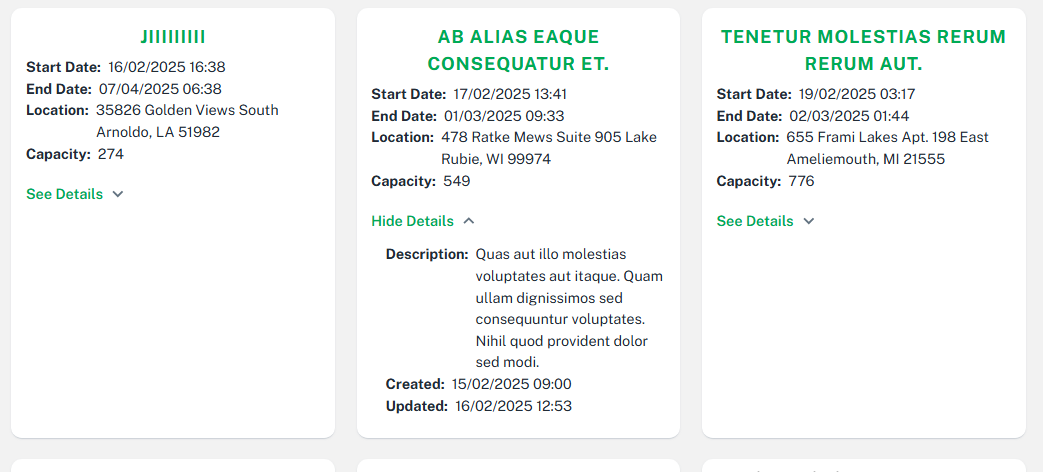 JIIIIIIIII
Start Date: 16/02/2025 16:38
End Date: 07/04/2025 06:38
Location: 35826 Golden Views South
Arnoldo, LA 51982
Capacity: 274
See Details
AB ALIAS EAQUE
CONSEQUATUR ET.
Start Date: 17/02/2025 13:41
End Date: 01/03/2025 09:33
Location: 478 Ratke Mews Suite 905 Lake
Rubie, WI 99974
Capacity: 549
Hide Details
Description: Quas aut illo molestias
voluptates aut itaque. Quam
ullam dignissimos sed
consequuntur voluptates.
Nihil quod provident dolor
sed modi.
Created: 15/02/2025 09:00
Updated: 16/02/2025 12:53
TENETUR MOLESTIAS RERUM
RERUM AUT.
Start Date: 19/02/2025 03:17
End Date: 02/03/2025 01:44
Location: 655 Frami Lakes Apt. 198 East
Ameliemouth, MI 21555
Capacity: 776
See Details